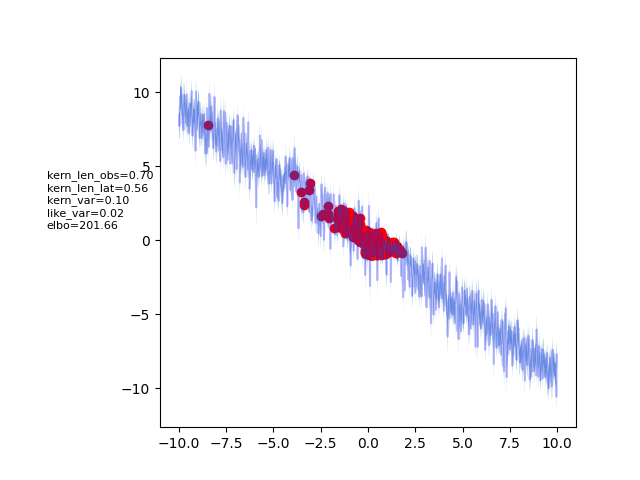 10
5
0
−5
−10
kern_len_obs=0.70
kern_len_lat=0.56
kern_var=0.10
like_var=0.02
elbo=201.66
−10.0 −7.5 −5.0 −2.5 0.0 2.5 5.0 7.5 10.0